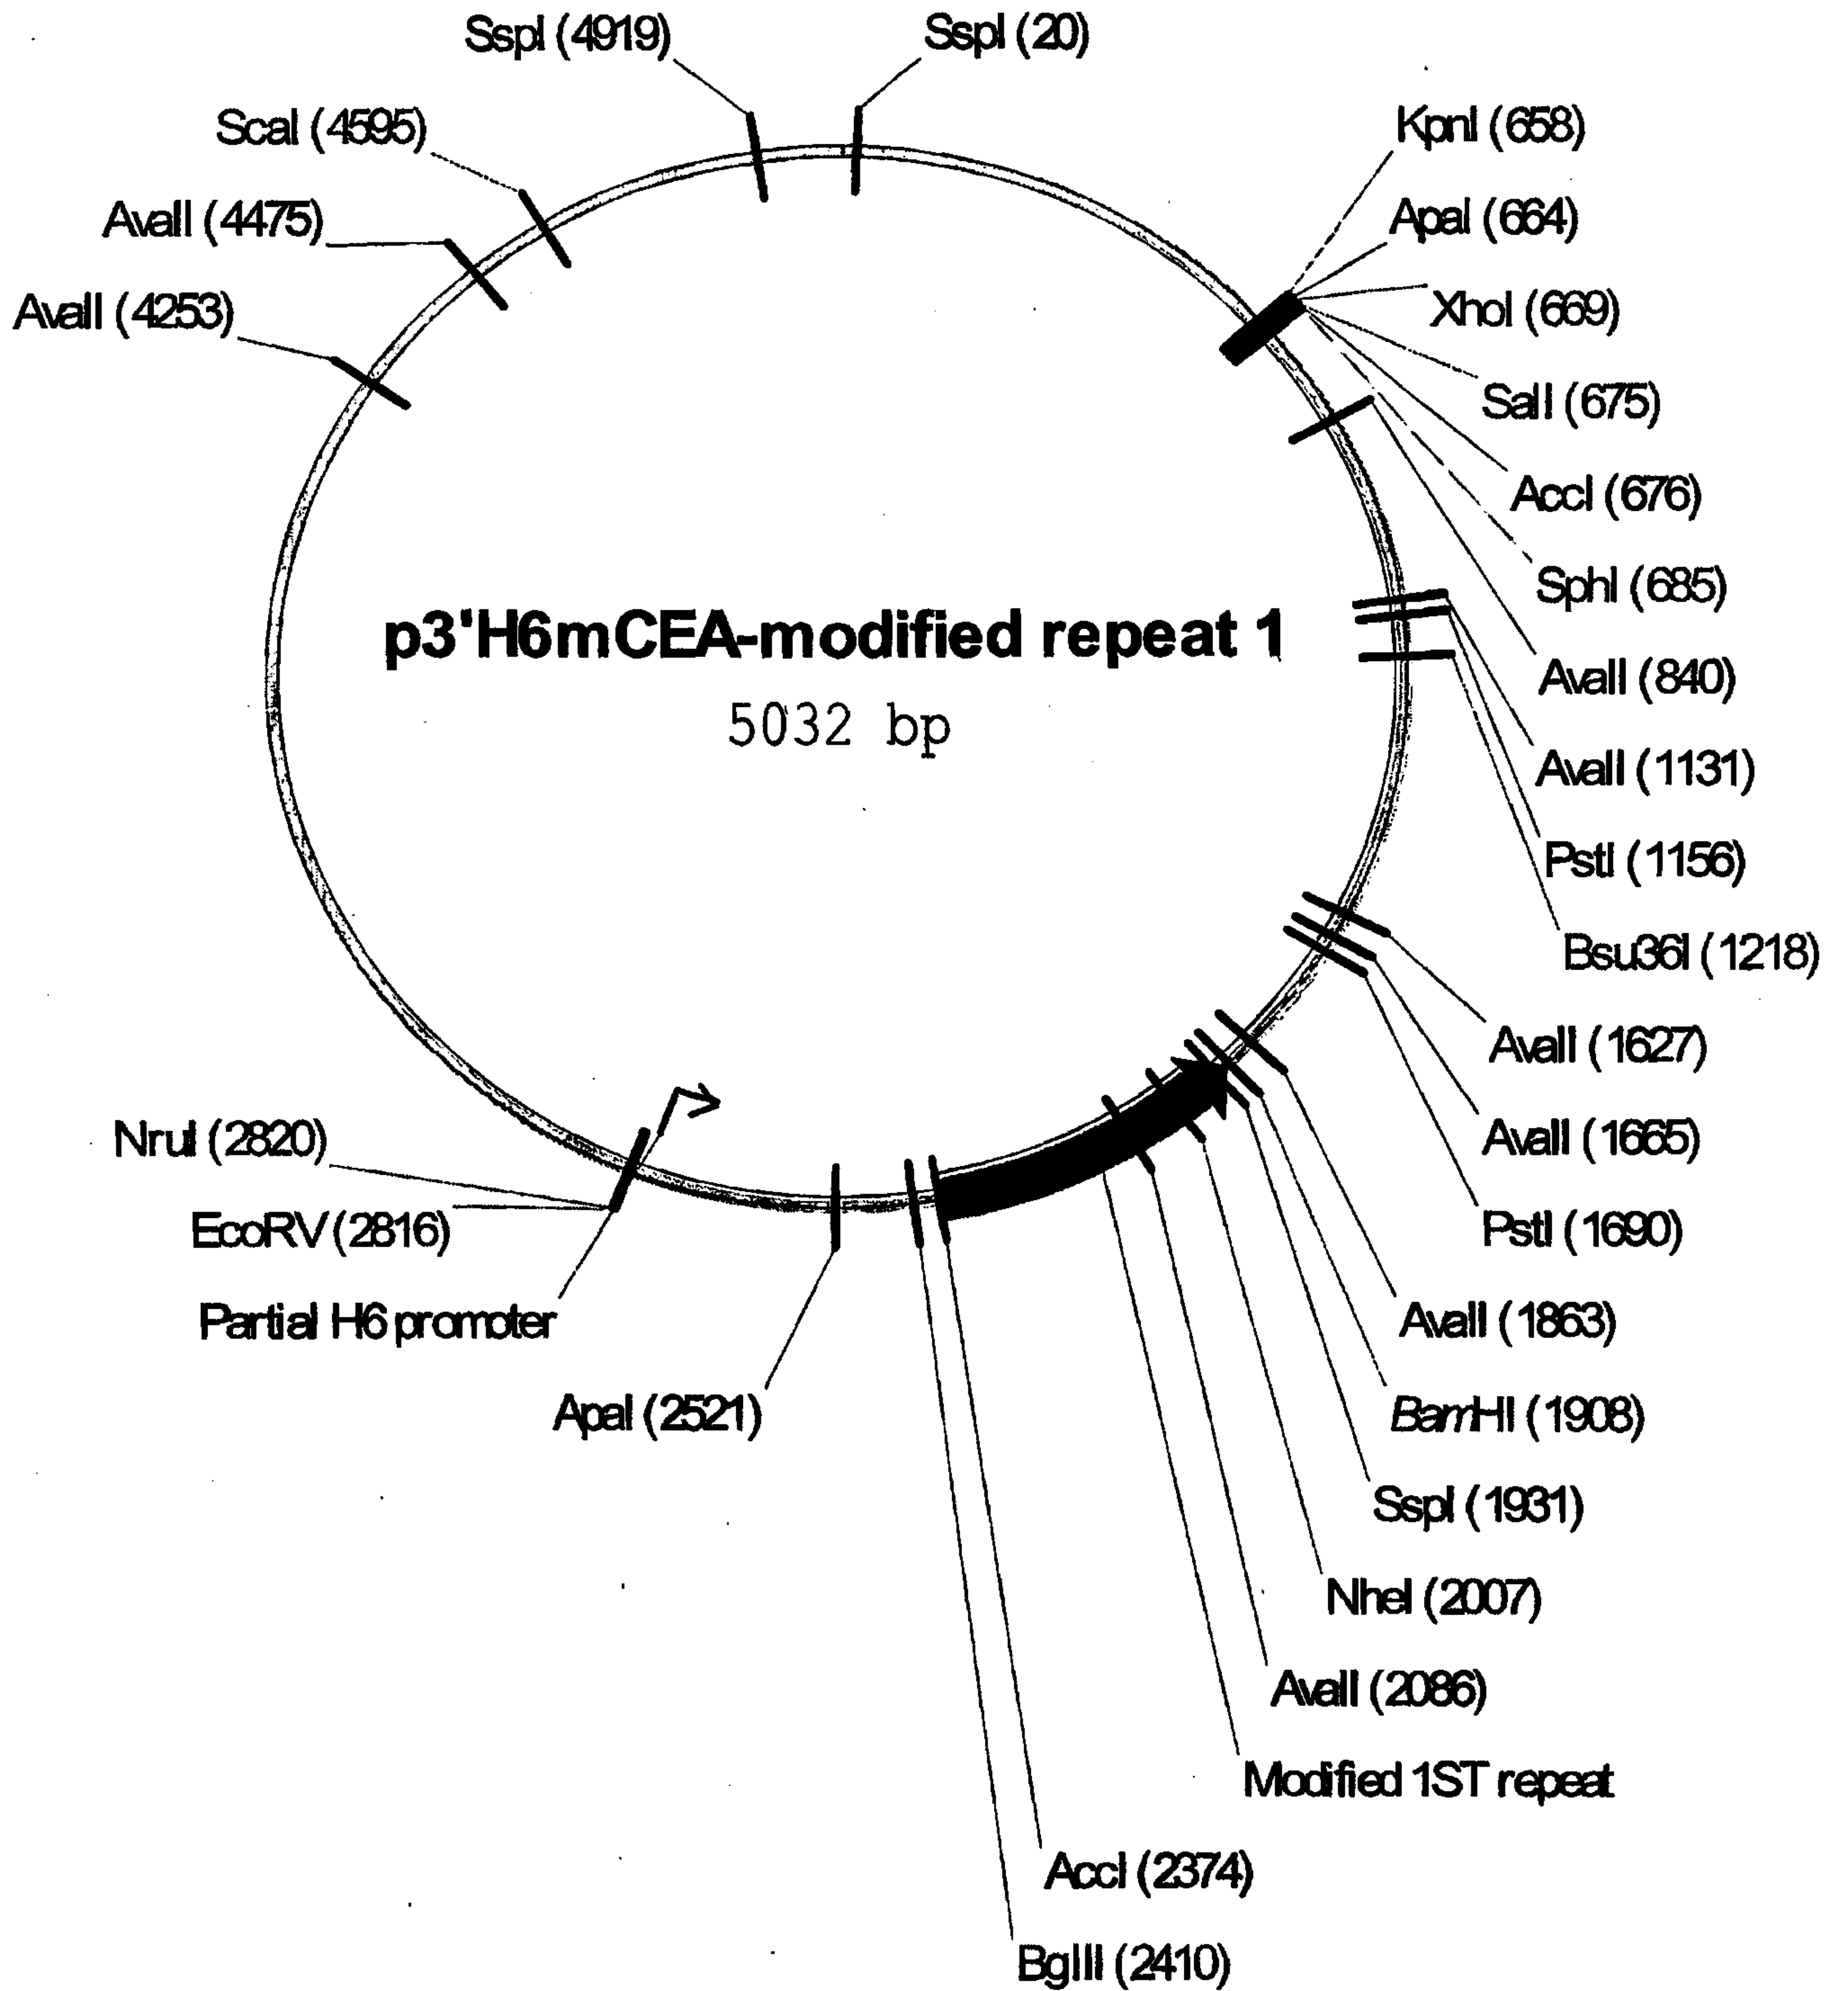 SspI (4919)
SspI (20)
ScaI (4595)
KpnI (658)
AvaII (4475)
ApaI (664)
AvaII (4253)
XhoI (669)
SalI (675)
AccI (676)
SphI (685)
p3'H6mCEA-modified repeat 1
5032 bp
AvaII (840)
AvaII (1131)
PstI (1156)
Bsu36I (1218)
AvaII (1627)
NruI (2820)
AvaII (1665)
EcoRV (2816)
PstI (1690)
Partial H6 promoter
AvaII (1863)
ApaI (2521)
BamHI (1908)
SspI (1931)
NheI (2007)
AvaII (2086)
Modified 1ST repeat
AccI (2374)
BglII (2410)